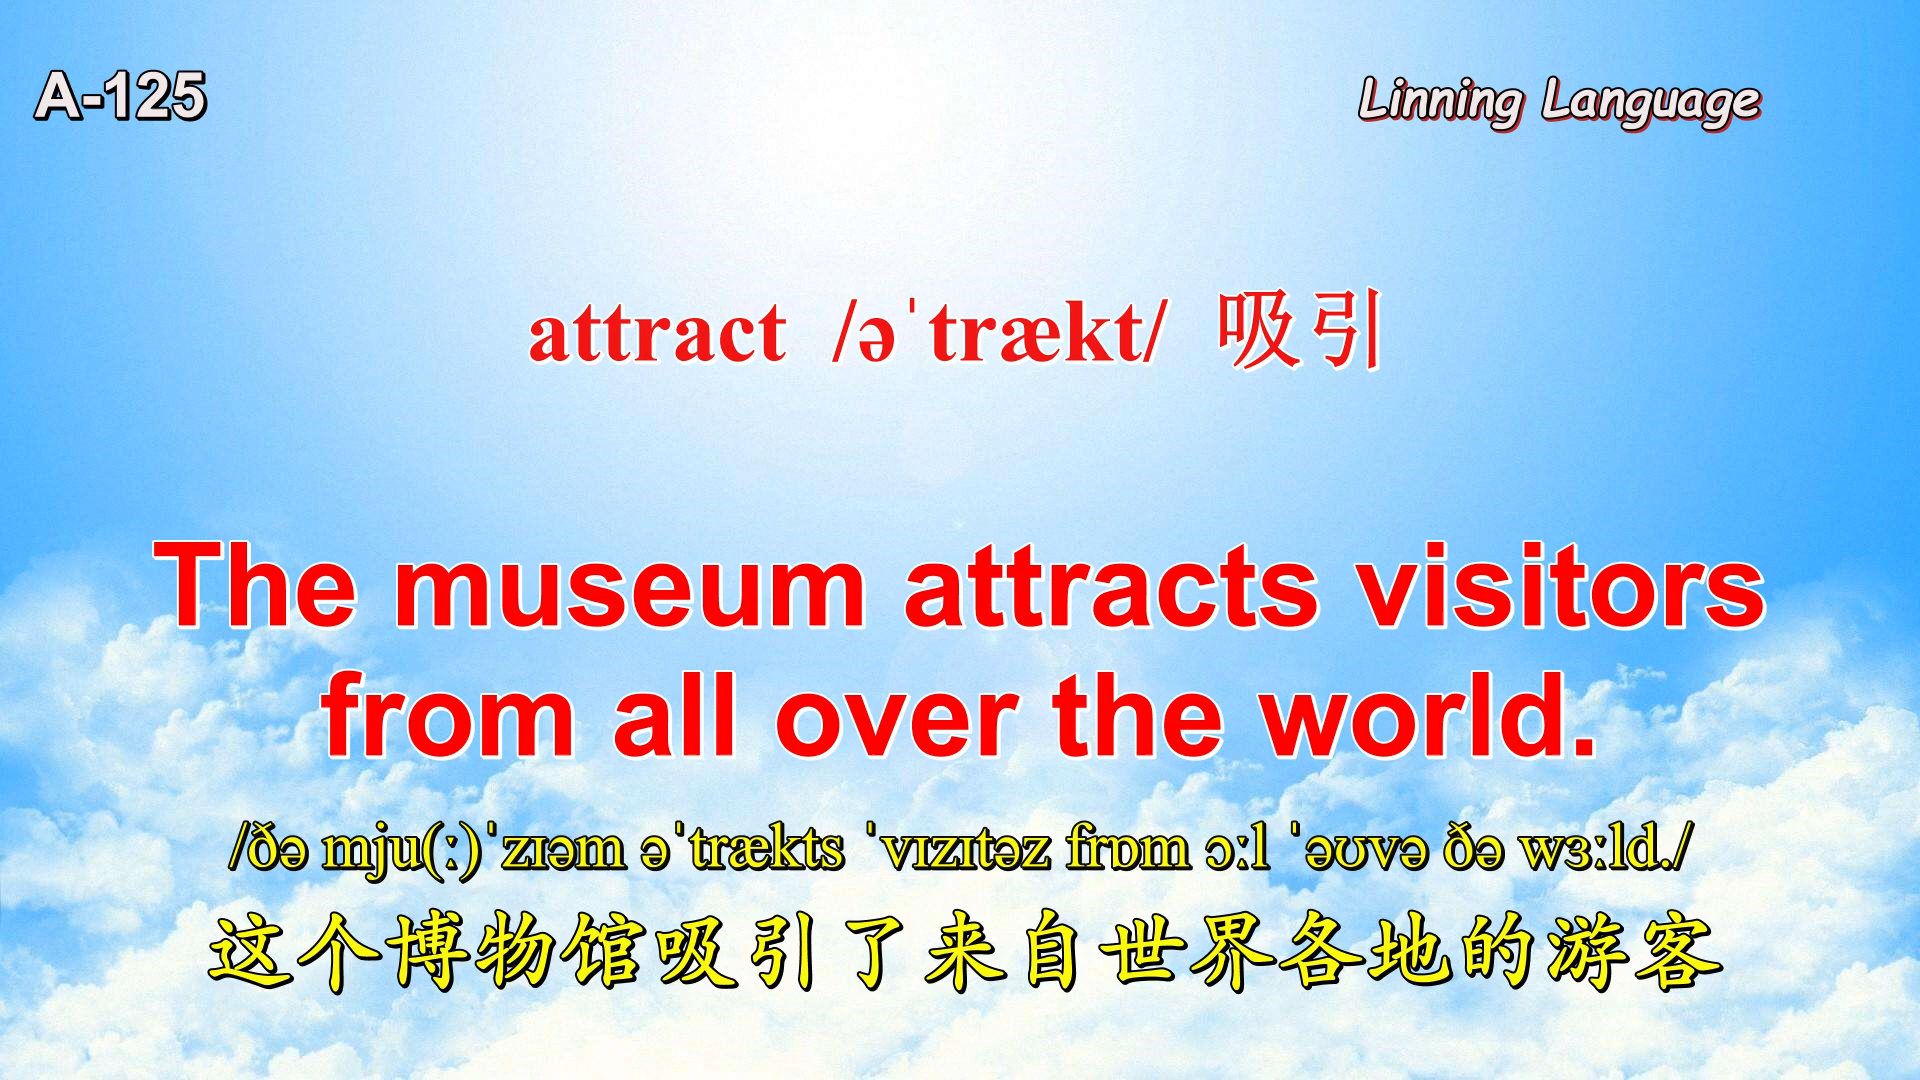 A-125
Linning Language
attract /əˈtrækt/ 吸引
The museum attracts visitors
from all over the world.
/ðə mju(ː)ˈzɪəm əˈtrækts ˈvɪzɪtəz frɒm ɔːl ˈəʊvə ðə wɜːld./
这个博物馆吸引了来自世界各地的游客